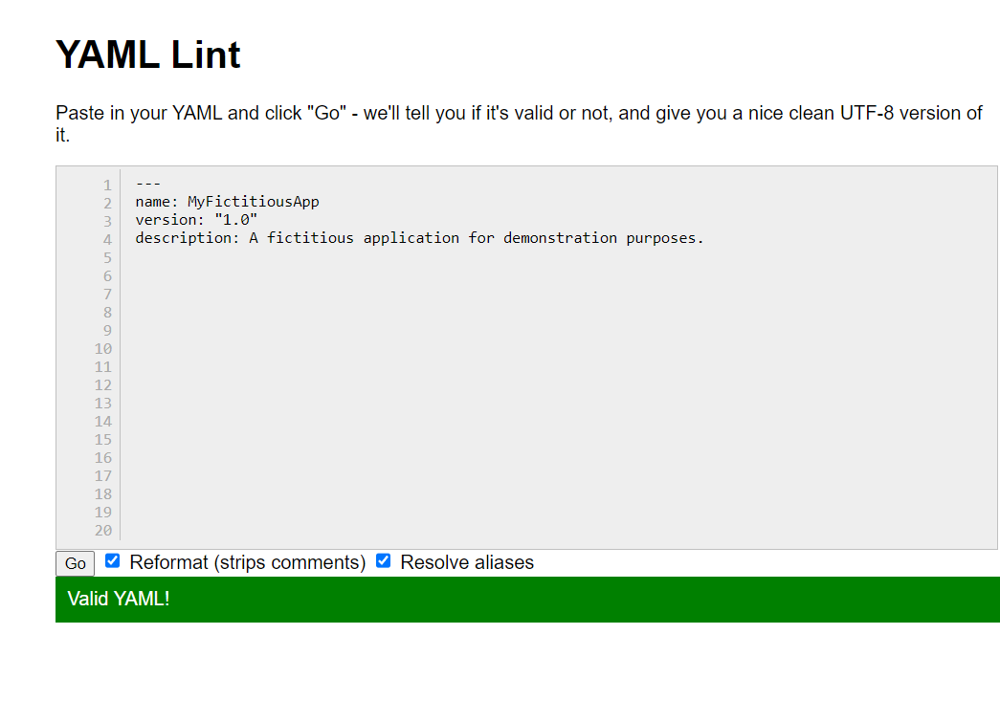 YAML Lint
Paste in your YAML and click "Go" - we'll tell you if it's valid or not, and give you a nice clean UTF-8 version of
it.
1 ---
2 name: MyFictitiousApp
3 version: "1.0"
4 description: A fictitious application for demonstration purposes.
5
6
7
8
9
10
11
12
13
14
15
16
17
18
19
20
Go Reformat (strips comments) Resolve aliases
Valid YAML!